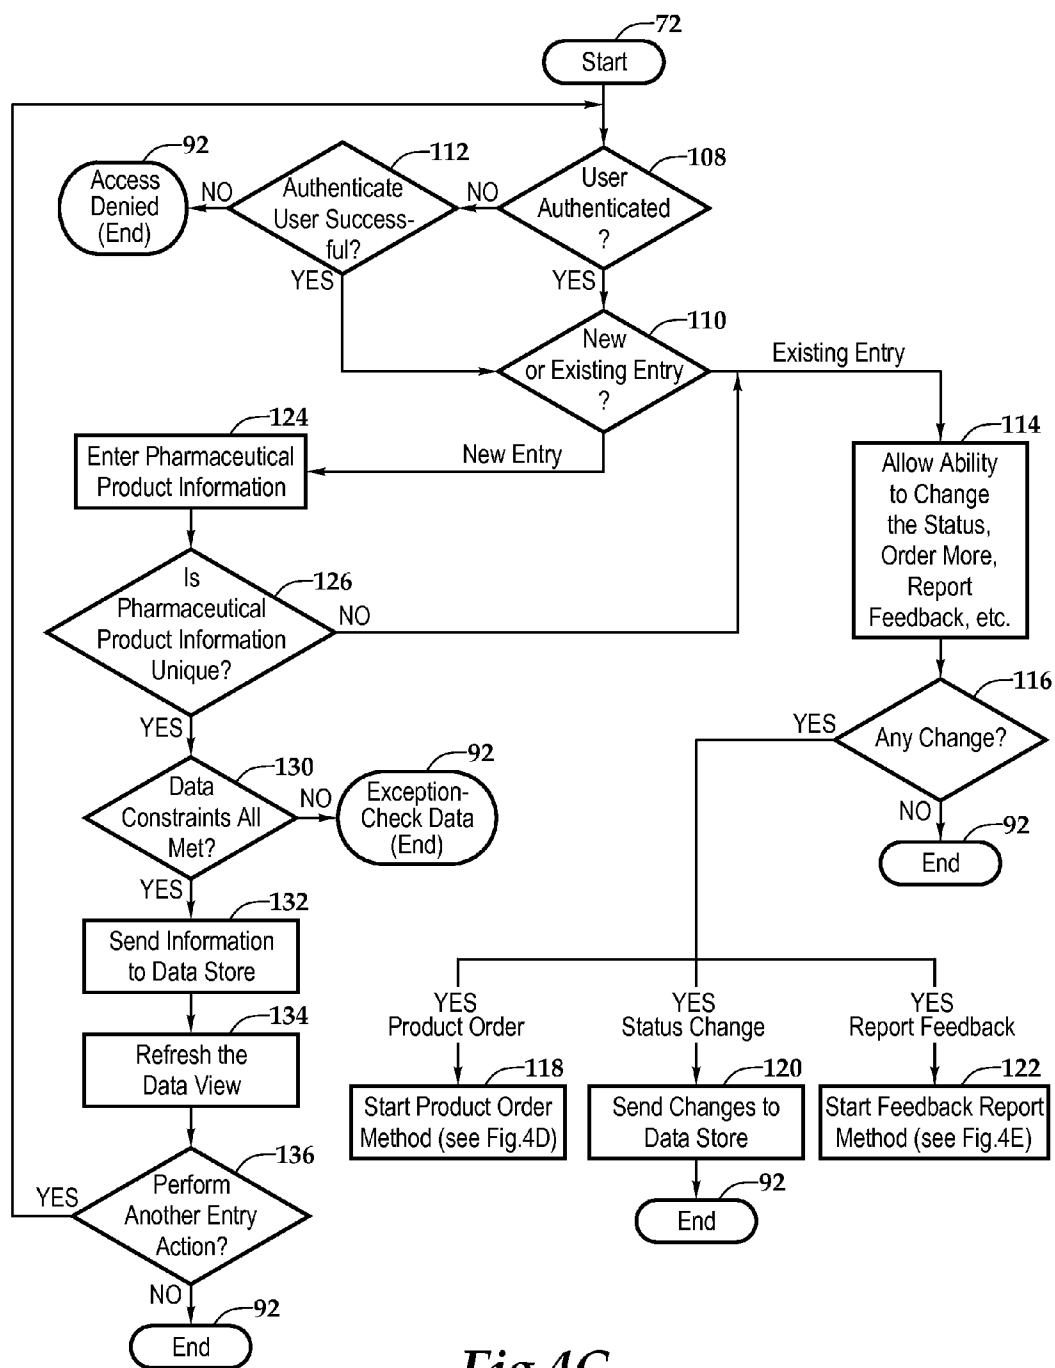 72
Start
92
Access
Denied
(End)
NO
112
Authenticate
User Success-
ful?
YES
NO
108
User
Authenticated
?
YES
110
New
or Existing Entry
?
Existing Entry
New Entry
124
Enter Pharmaceutical
Product Information
114
Allow Ability
to Change
the Status,
Order More,
Report
Feedback, etc.
126
Is
Pharmaceutical
Product Information
Unique?
NO
YES
116
Any Change?
YES
NO
92
End
130
Data
Constraints All
Met?
NO
92
Exception-
Check Data
(End)
YES
132
Send Information
to Data Store
134
Refresh the
Data View
YES
Product Order
YES
Status Change
YES
Report Feedback
118
Start Product Order
Method (see Fig.4D)
120
Send Changes to
Data Store
122
Start Feedback Report
Method (see Fig.4E)
92
End
136
Perform
Another Entry
Action?
YES
NO
92
End
Fig.4C